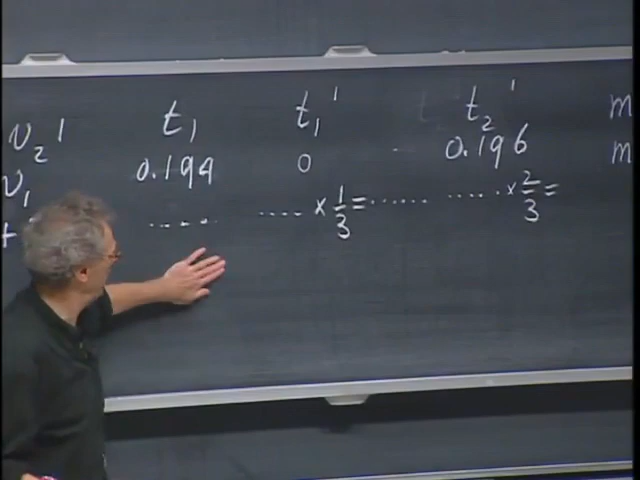 v₂' t₁ t₁' t₂' m
v₁ 0.194 0 - 0.196 m
+ ..... .... × 1/3 = ...... ..... × 2/3 =